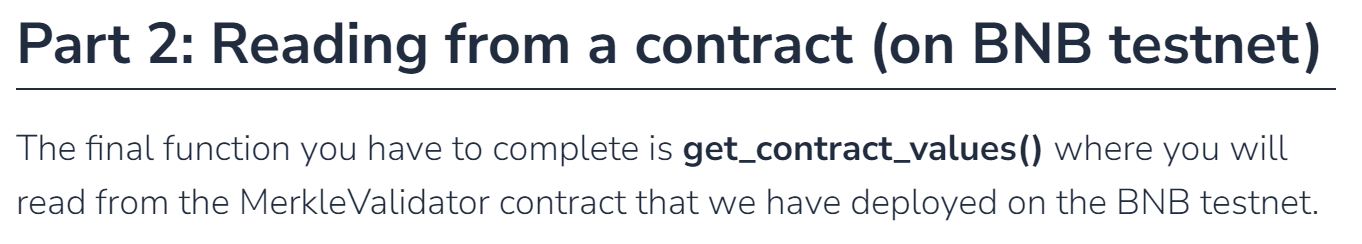 Part 2: Reading from a contract (on BNB testnet)
The final function you have to complete is get_contract_values() where you will
read from the MerkleValidator contract that we have deployed on the BNB testnet.